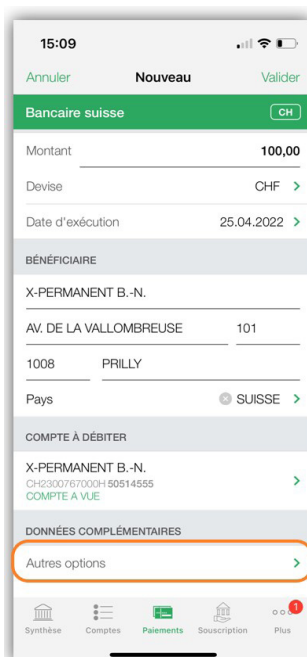 15:09
Annuler Nouveau Valider
Bancaire suisse CH
Montant 100,00
Devise CHF >
Date d'exécution 25.04.2022 >
BÉNÉFICIAIRE
X-PERMANENT B.-N.
AV. DE LA VALLOMBREUSE 101
1008 PRILLY
Pays SUISSE >
COMPTE À DÉBITER
X-PERMANENT B.-N.
CH2300767000H 50514555
COMPTE A VUE
DONNÉES COMPLÉMENTAIRES
Autres options >
1
Synthèse Comptes Paiements Souscription Plus